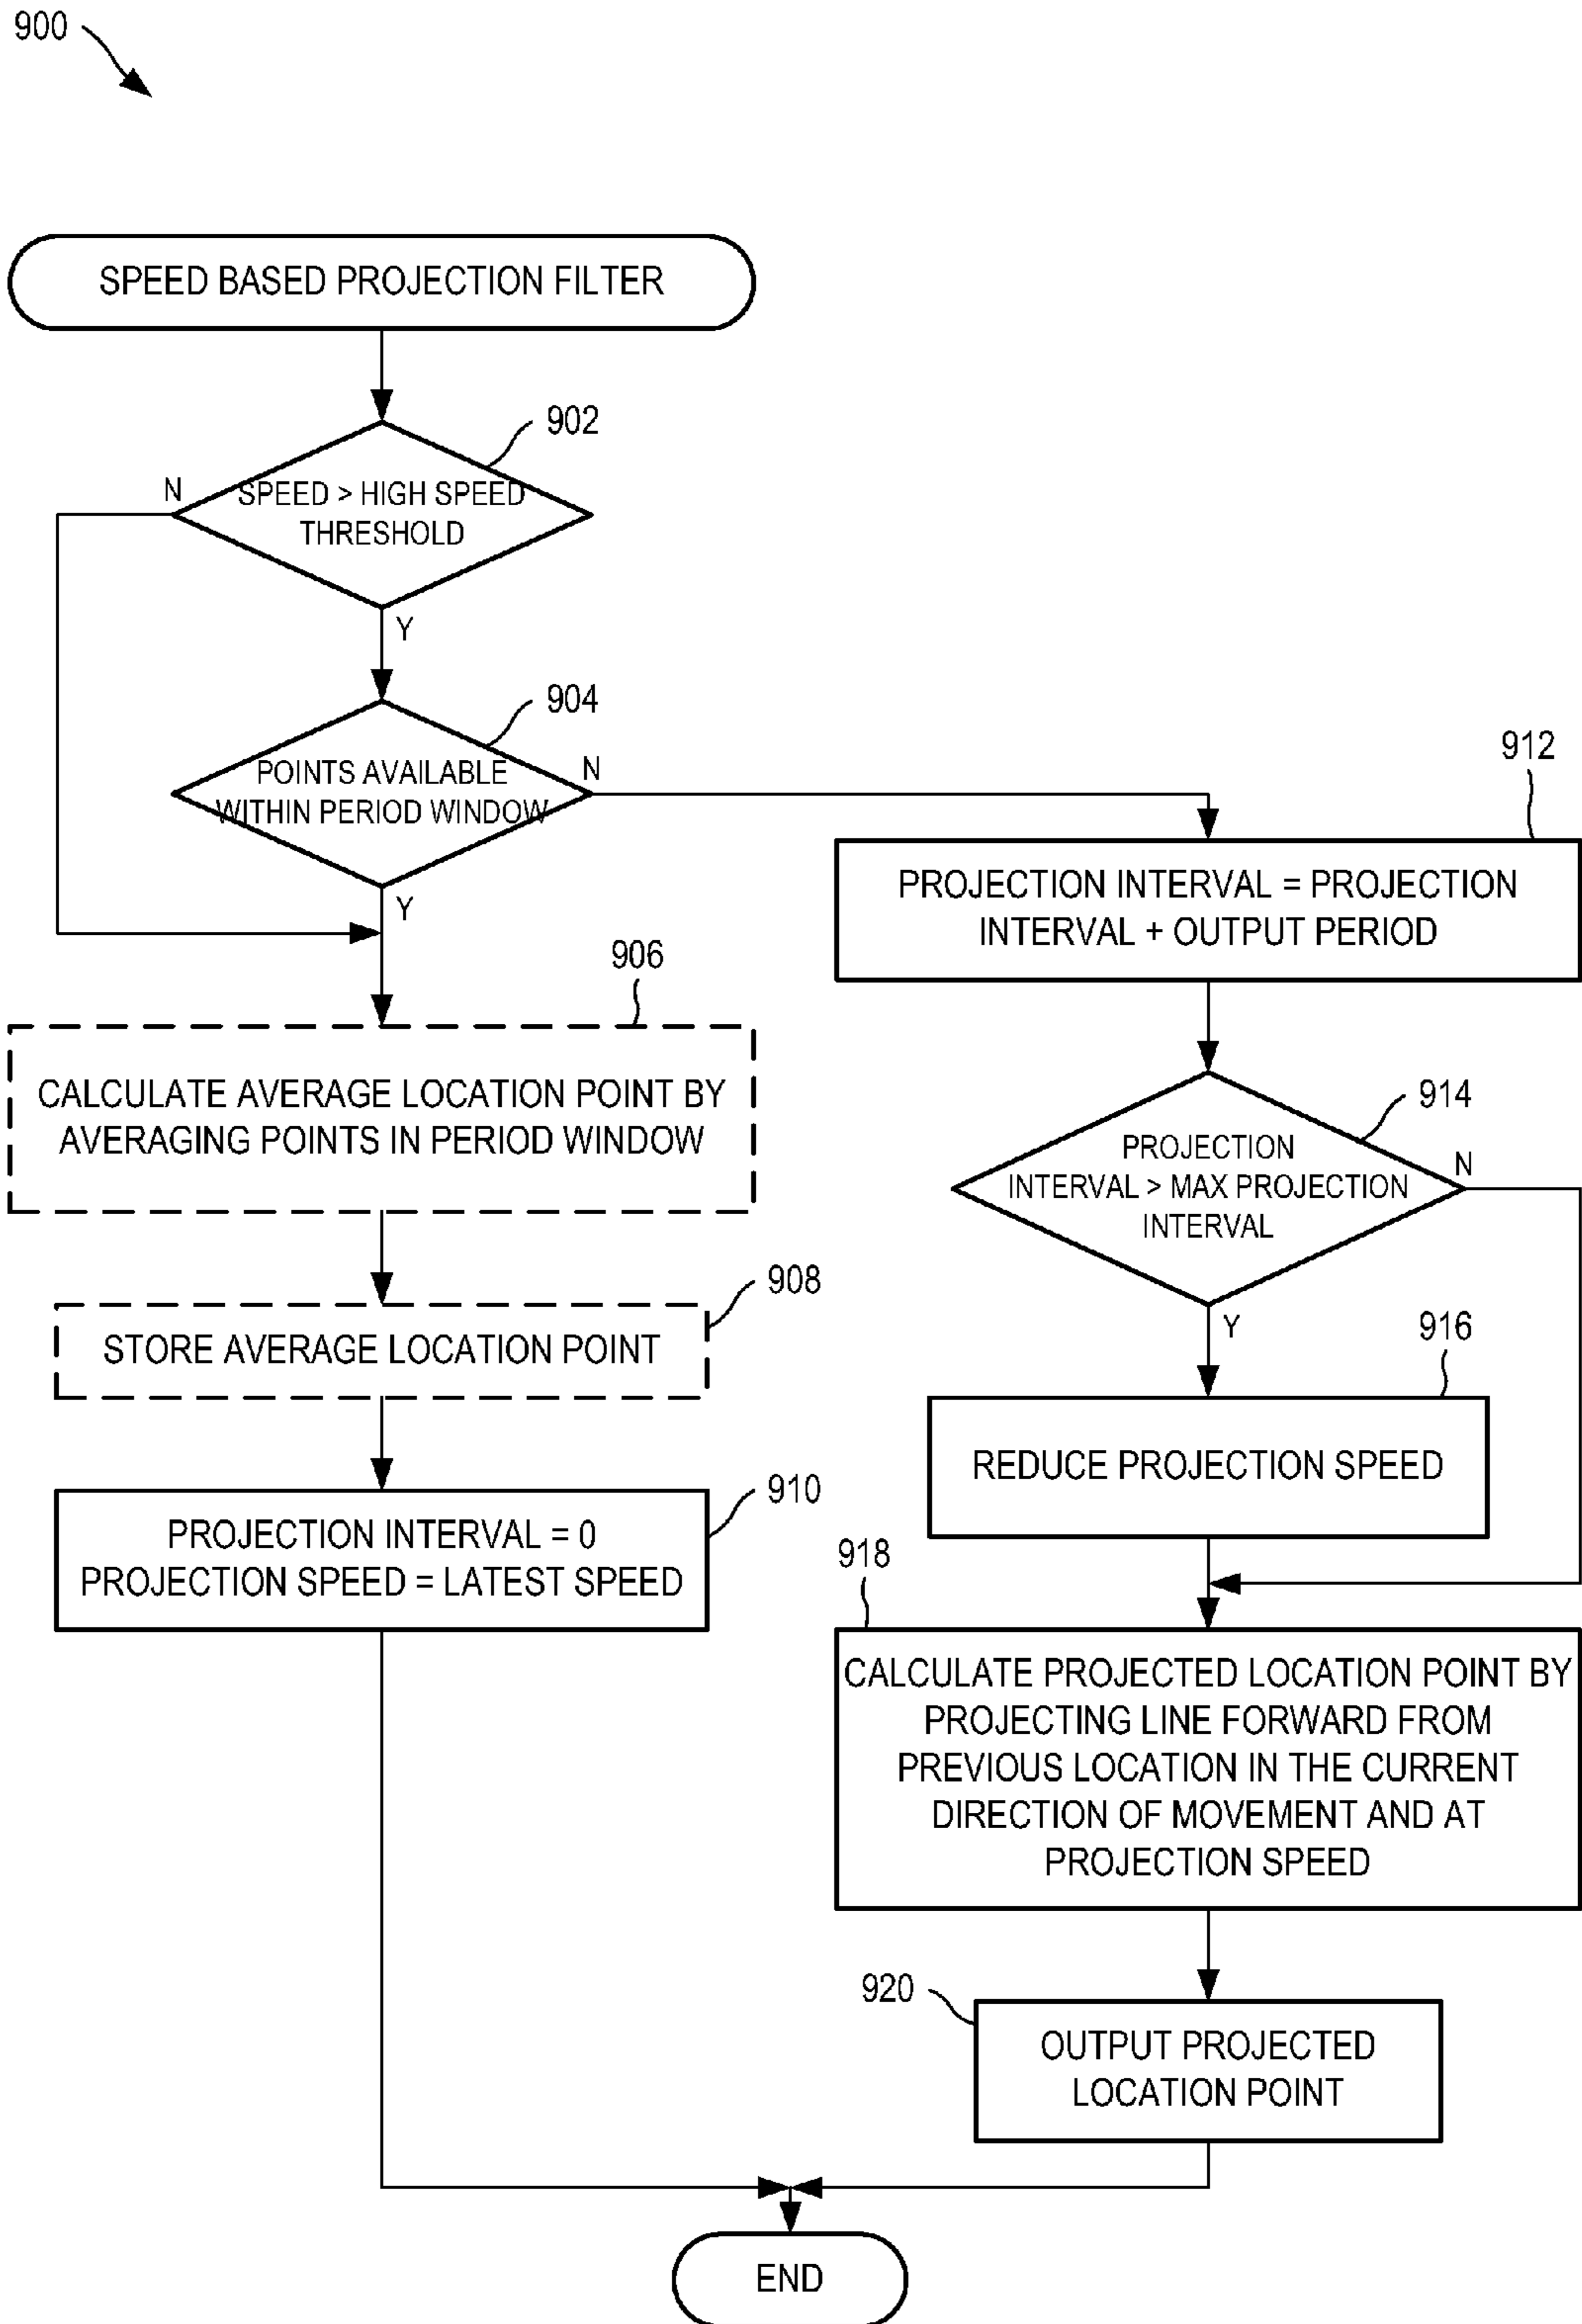 900
SPEED BASED PROJECTION FILTER
902
N
SPEED > HIGH SPEED
THRESHOLD
Y
904
POINTS AVAILABLE
WITHIN PERIOD WINDOW
N
Y
906
CALCULATE AVERAGE LOCATION POINT BY
AVERAGING POINTS IN PERIOD WINDOW
908
STORE AVERAGE LOCATION POINT
910
PROJECTION INTERVAL = 0
PROJECTION SPEED = LATEST SPEED
912
PROJECTION INTERVAL = PROJECTION
INTERVAL + OUTPUT PERIOD
914
PROJECTION
INTERVAL > MAX PROJECTION
INTERVAL
N
Y
916
REDUCE PROJECTION SPEED
918
CALCULATE PROJECTED LOCATION POINT BY
PROJECTING LINE FORWARD FROM
PREVIOUS LOCATION IN THE CURRENT
DIRECTION OF MOVEMENT AND AT
PROJECTION SPEED
920
OUTPUT PROJECTED
LOCATION POINT
END